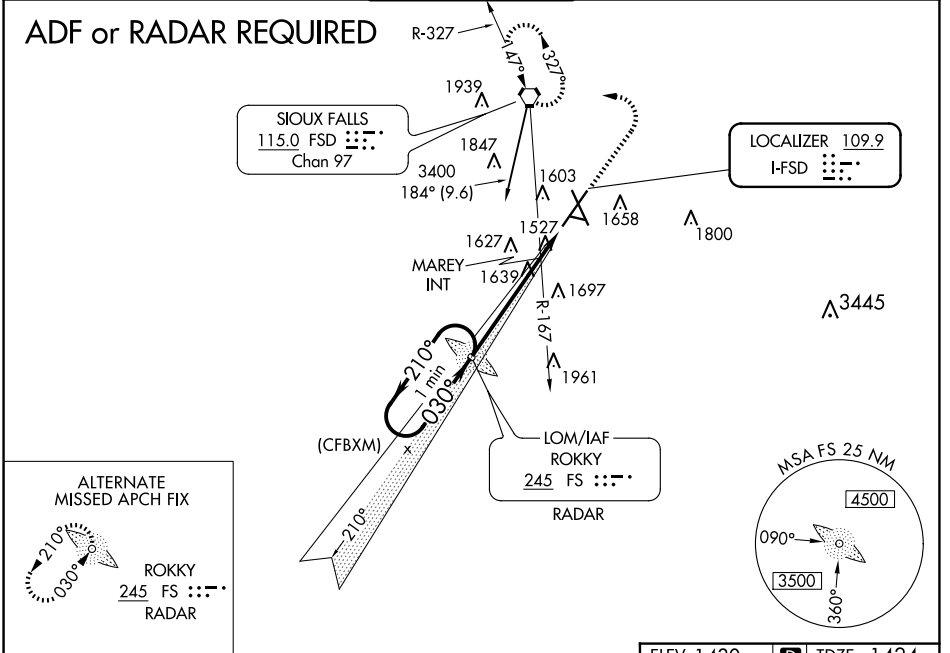 ADF or RADAR REQUIRED
R-327
147°
327°
1939
SIOUX FALLS
115.0 FSD
Chan 97
1847
3400
184° (9.6)
1603
LOCALIZER 109.9
I-FSD
1658
1800
1527
1627
MAREY
INT
1639
1697
R-167
3445
1961
210°
1 min
030°
(CFBXM)
LOM/IAF
ROKKY
245 FS
RADAR
210°
ALTERNATE
MISSED APCH FIX
210°
030°
ROKKY
245 FS
RADAR
MSA FS 25 NM
4500
090°
3500
360°